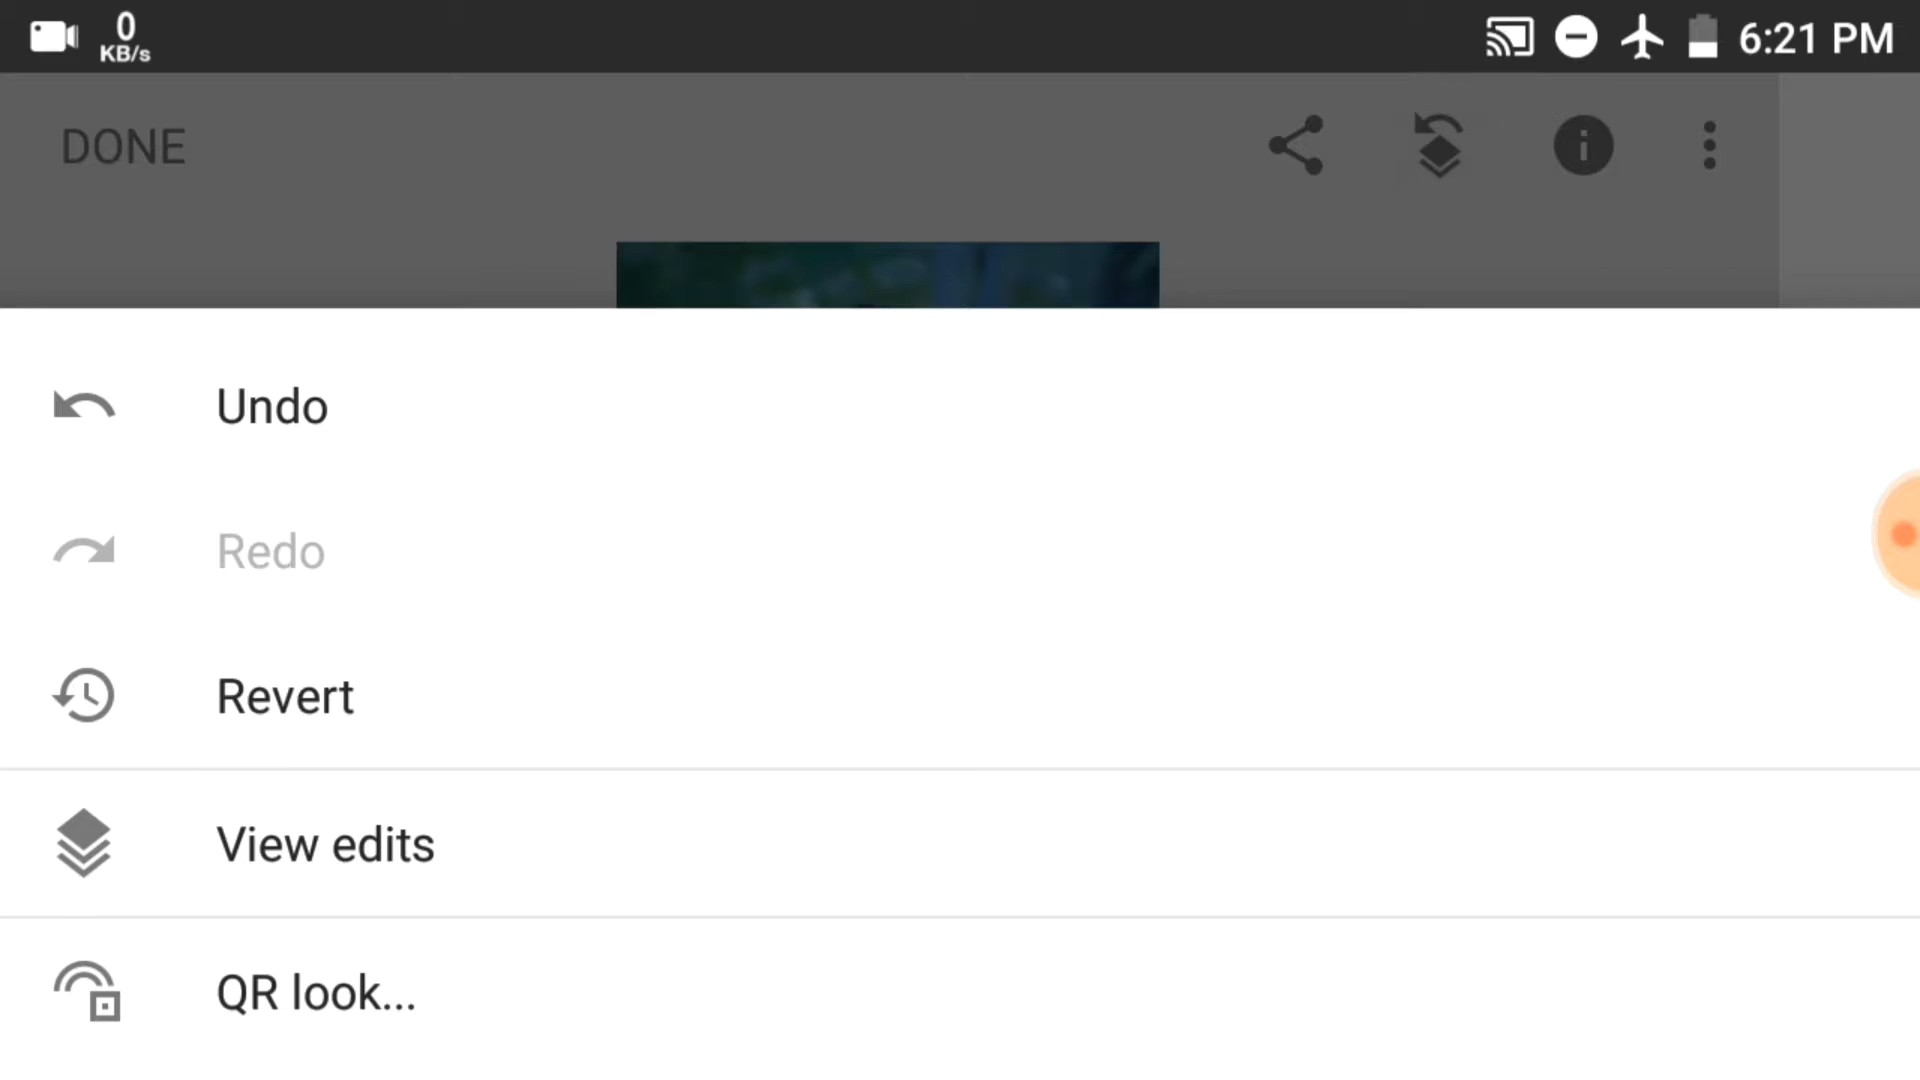 0
KB/s
6:21 PM
DONE
Undo
Redo
Revert
View edits
QR look...